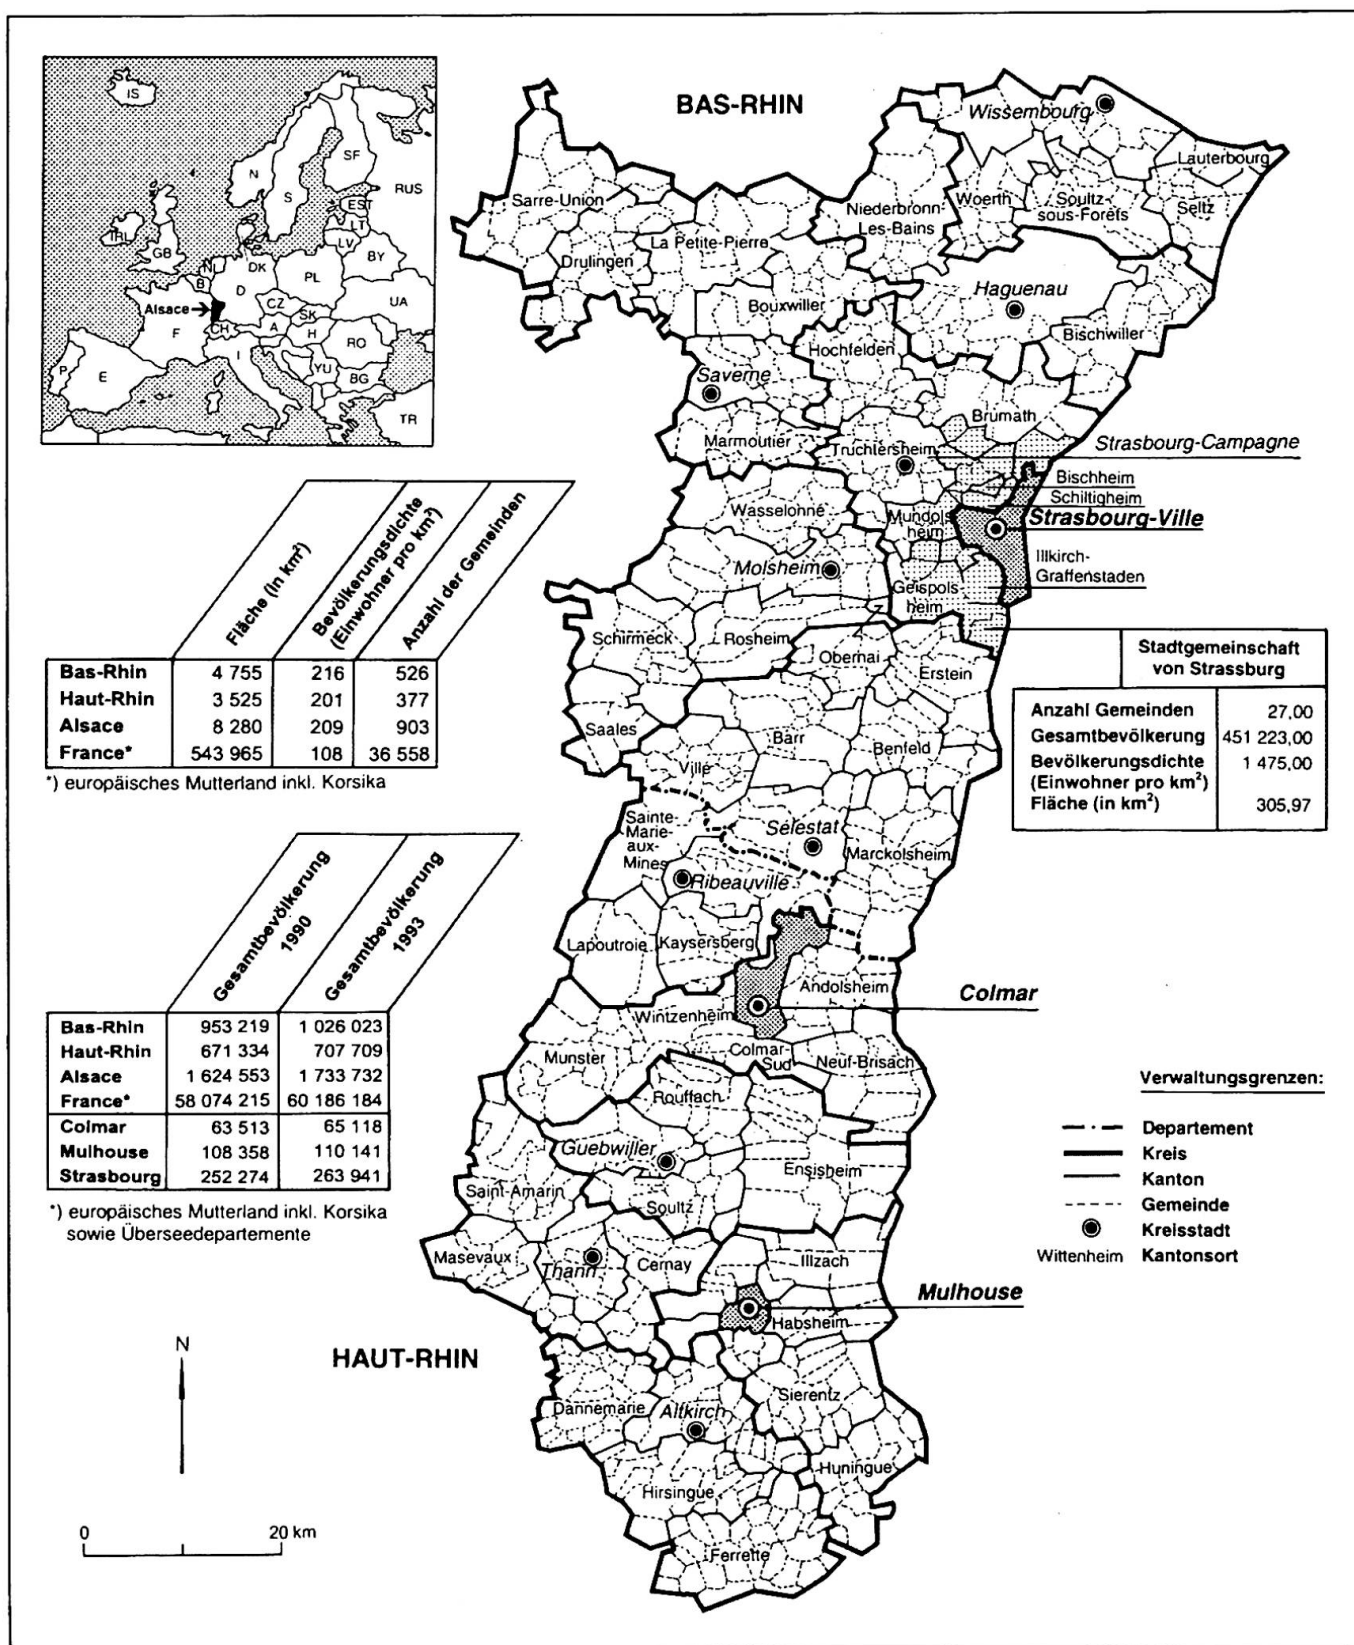 BAS-RHIN
IS
N
S
SF
RUS
EST
LT
LV
IRL
GB
NL
DK
BY
B
D
PL
Alsace
CZ
SK
UA
F
CH
A
H
RO
I
YU
BG
P
E
TR
Wissembourg
Lauterbourg
Sarre-Union
Niederbronn-
Les-Bains
Woerth
Soultz-
sous-Forêts
Seltz
La Petite-Pierre
Drulingen
Haguenau
Bouxwiller
Bischwiller
Hochfelden
Saverne
Brumath
Marmoutier
Truchtersheim
Strasbourg-Campagne
Bischheim
Schiltigheim
Wasselonne
Mundols-
heim
Strasbourg-Ville
Molsheim
Illkirch-
Graffenstaden
Geispols-
heim
Schirmeck
Rosheim
Obernai
Erstein
Saales
Barr
Benfeld
Villé
Sainte-
Marie-
aux-
Mines
Sélestat
Marckolsheim
Ribeauvillé
Lapoutroie
Kaysersberg
Andolsheim
Colmar
Wintzenheim
Munster
Colmar-
Sud
Neuf-Brisach
Rouffach
Guebwiller
Ensisheim
Saint-Amarin
Soultz
Masevaux
Thann
Cernay
Illzach
Mulhouse
Habsheim
HAUT-RHIN
Sierentz
Dannemarie
Altkirch
Huningue
Hirsingue
Ferrette
Fläche (in km²)
Bevölkerungsdichte
(Einwohner pro km²)
Anzahl der Gemeinden
Bas-Rhin 4 755 216 526
Haut-Rhin 3 525 201 377
Alsace 8 280 209 903
France* 543 965 108 36 558
*) europäisches Mutterland inkl. Korsika
Stadtgemeinschaft
von Strassburg
Anzahl Gemeinden 27,00
Gesamtbevölkerung 451 223,00
Bevölkerungsdichte 1 475,00
(Einwohner pro km²)
Fläche (in km²) 305,97
Gesamtbevölkerung
1990
Gesamtbevölkerung
1993
Bas-Rhin 953 219 1 026 023
Haut-Rhin 671 334 707 709
Alsace 1 624 553 1 733 732
France* 58 074 215 60 186 184
Colmar 63 513 65 118
Mulhouse 108 358 110 141
Strasbourg 252 274 263 941
*) europäisches Mutterland inkl. Korsika
sowie Überseedepartemente
Verwaltungsgrenzen:
Departement
Kreis
Kanton
Gemeinde
Kreisstadt
Wittenheim Kantonsort
N
0 20 km